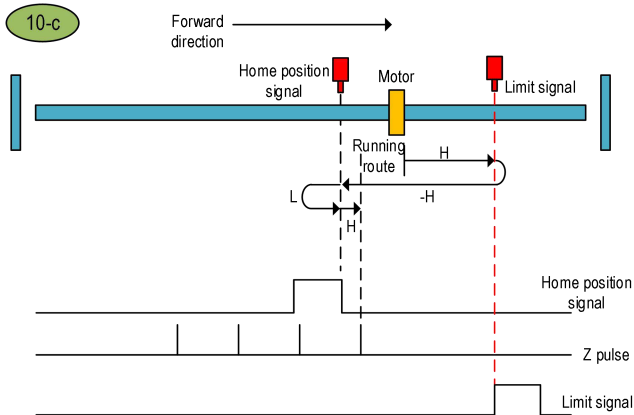 10-c
Forward
direction
Home position
signal
Motor
Limit signal
Running
route
H
-H
L
H
Home position
signal
Z pulse
Limit signal